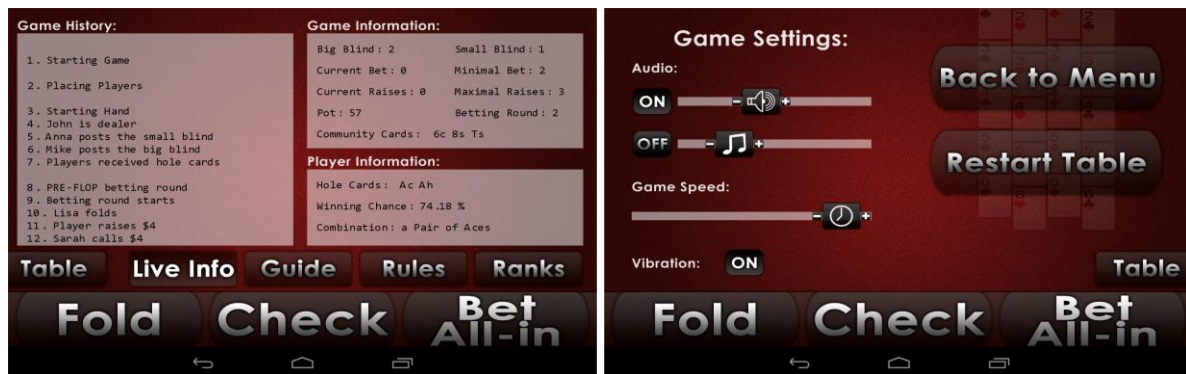 Game History:
1. Starting Game
2. Placing Players
3. Starting Hand
4. John is dealer
5. Anna posts the small blind
6. Mike posts the big blind
7. Players received hole cards
8. PRE-FLOP betting round
9. Betting round starts
10. Lisa folds
11. Player raises $4
12. Sarah calls $4
Game Information:
Big Blind: 2 Small Blind: 1
Current Bet: 0 Minimal Bet: 2
Current Raises: 0 Maximal Raises: 3
Pot: 57 Betting Round: 2
Community Cards: 6c 8s Ts
Player Information:
Hole Cards: Ac Ah
Winning Chance: 74.18 %
Combination: a Pair of Aces
Table Live Info Guide Rules Ranks
Fold Check Bet
All-in
Game Settings:
Audio:
ON - +
OFF - +
Game Speed:
- +
Vibration: ON
Back to Menu
Restart Table
Table
Fold Check Bet
All-in